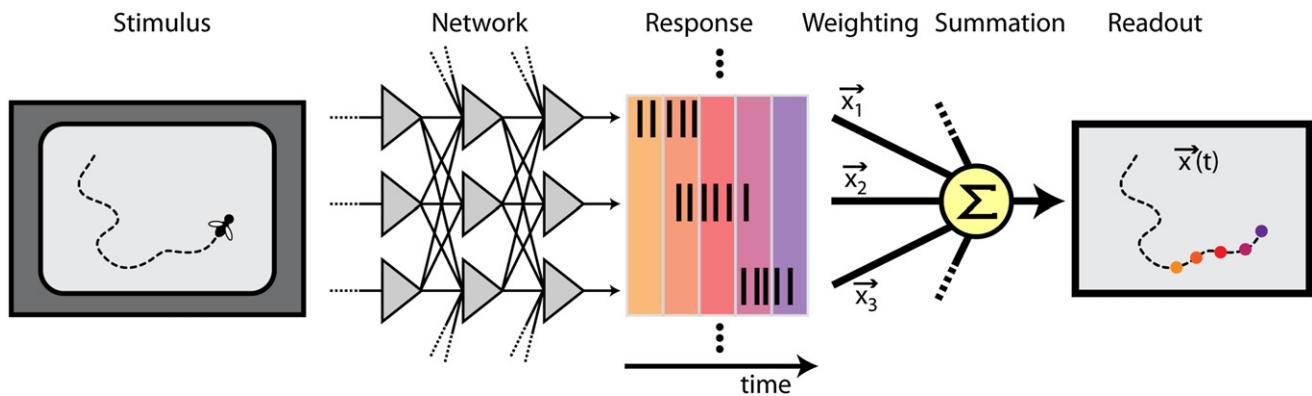 Stimulus
Network
Response
Weighting
Summation
Readout
x₁
x₂
x₃
Σ
x(t)
time